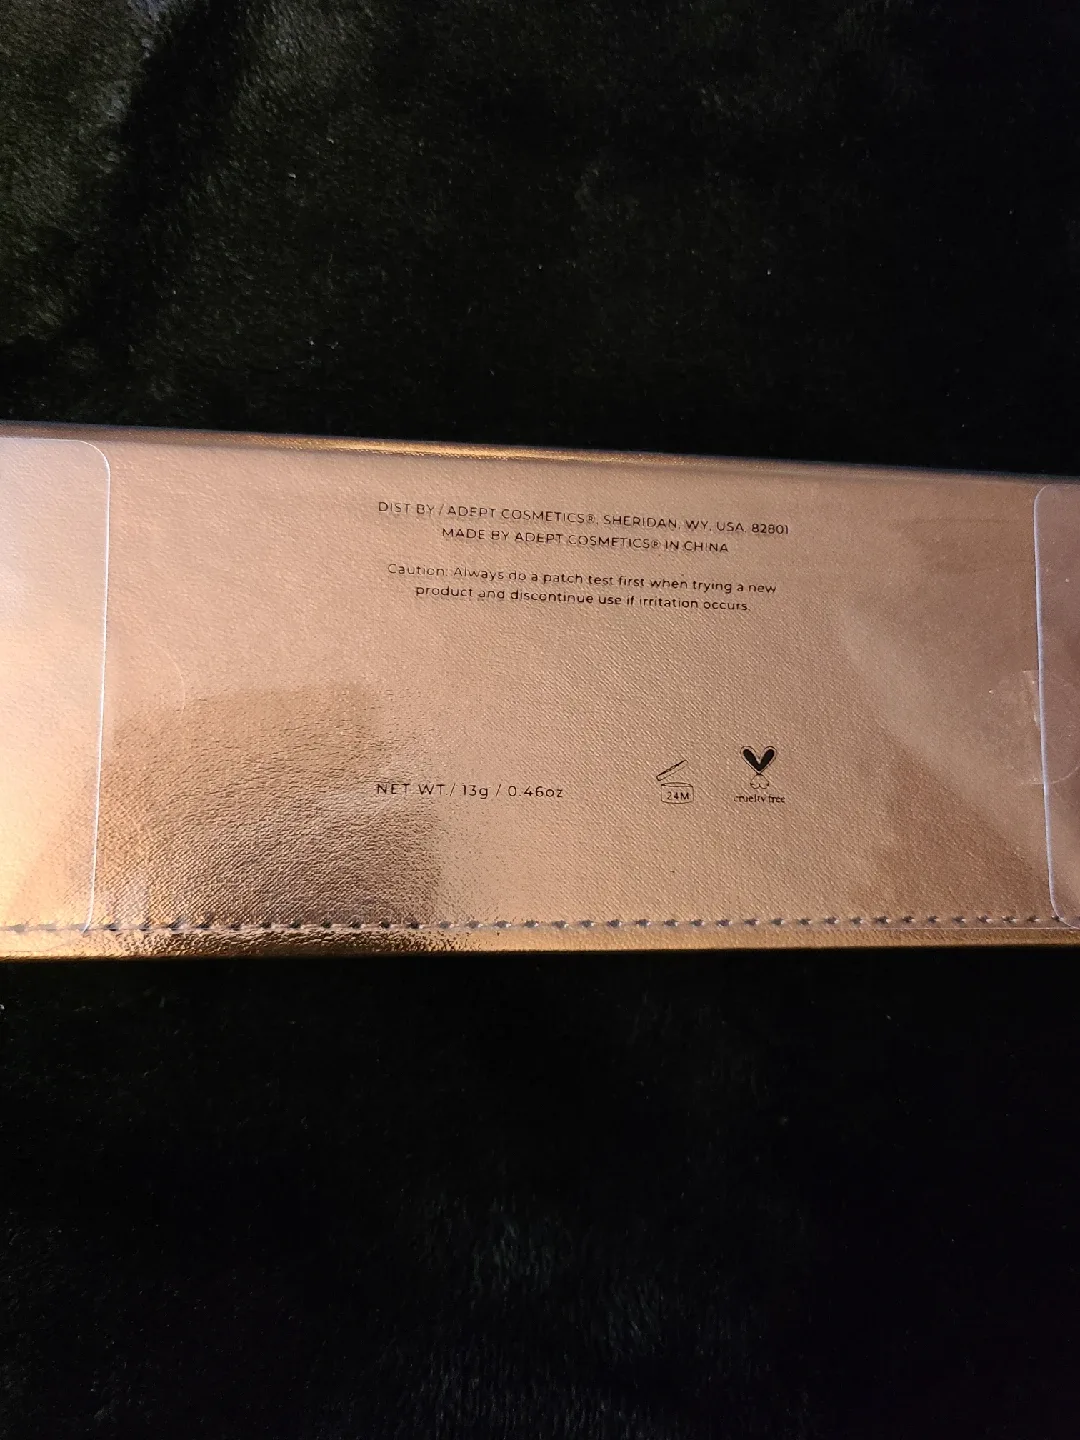 DIST BY / ADEPT COSMETICS®, SHERIDAN, WY, USA, 82801
MADE BY ADEPT COSMETICS® IN CHINA
Caution: Always do a patch test first when trying a new
product and discontinue use if irritation occurs.
NET WT / 13g / 0.46oz
24M
cruelty free